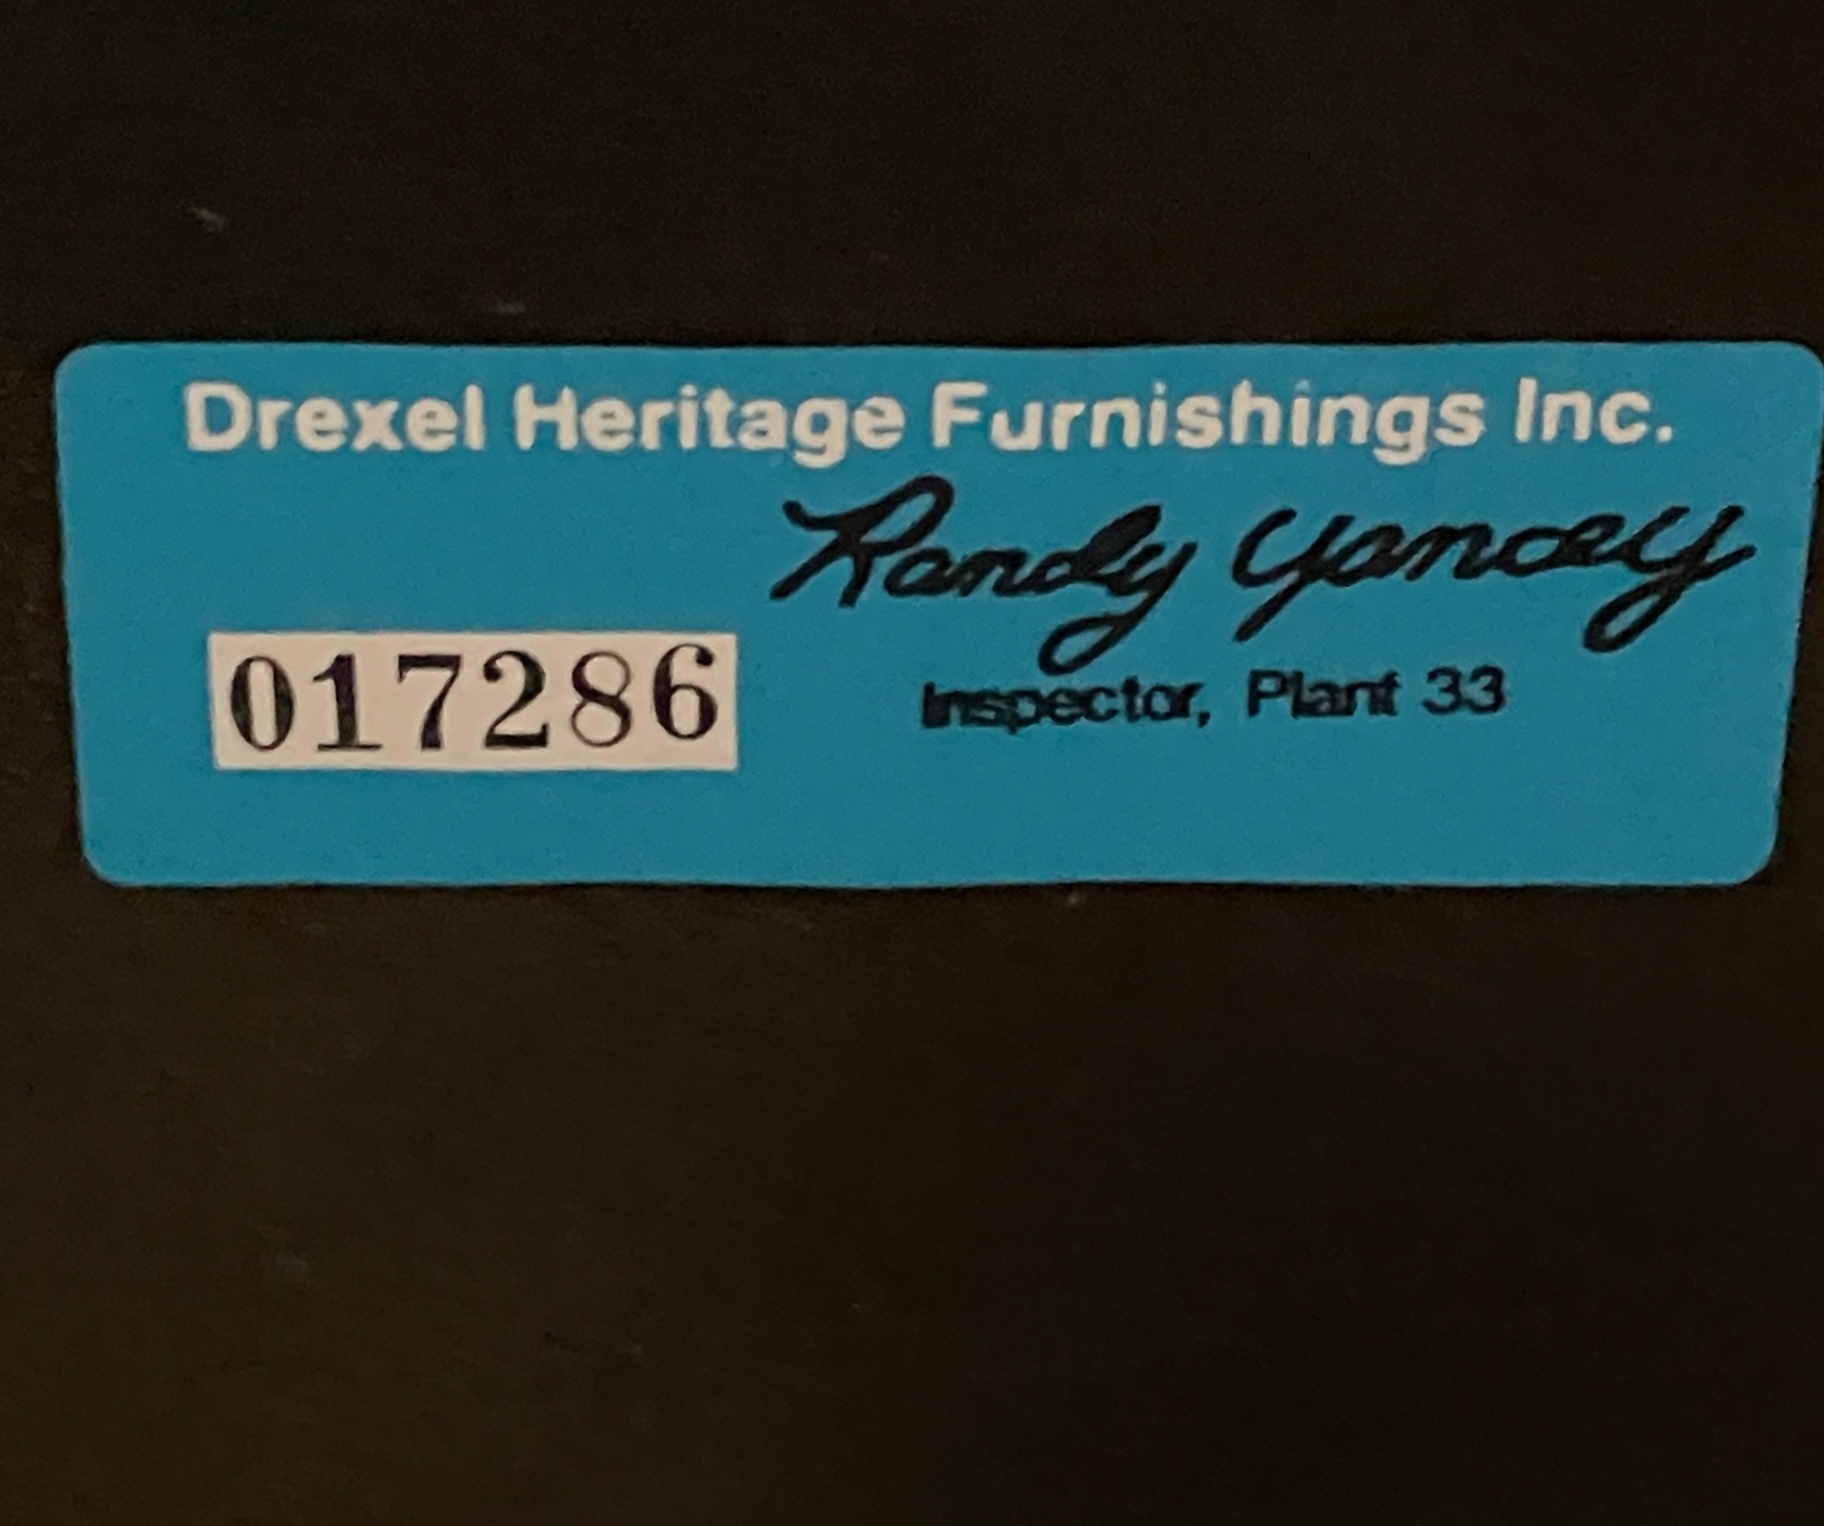 Drexel Heritage Furnishings Inc.
Randy Yancey
017286
Inspector, Plant 33